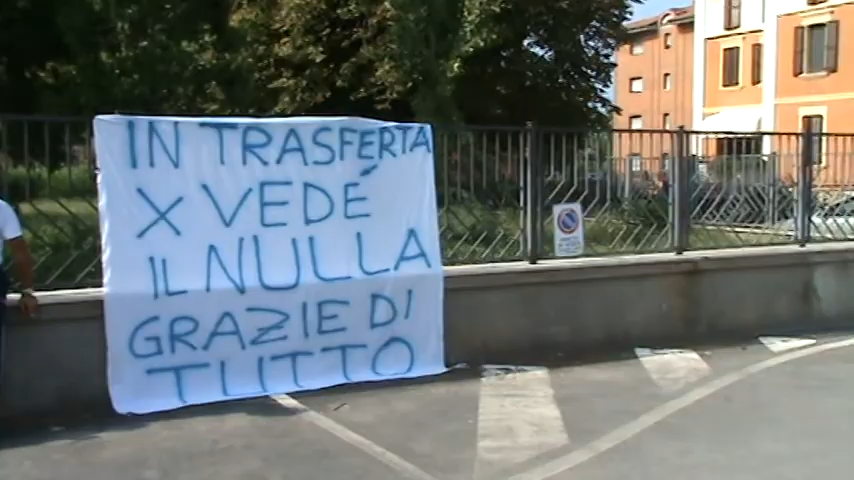 IN TRASFERTA
X VEDÉ
IL NULLA
GRAZIE DI
TUTTO